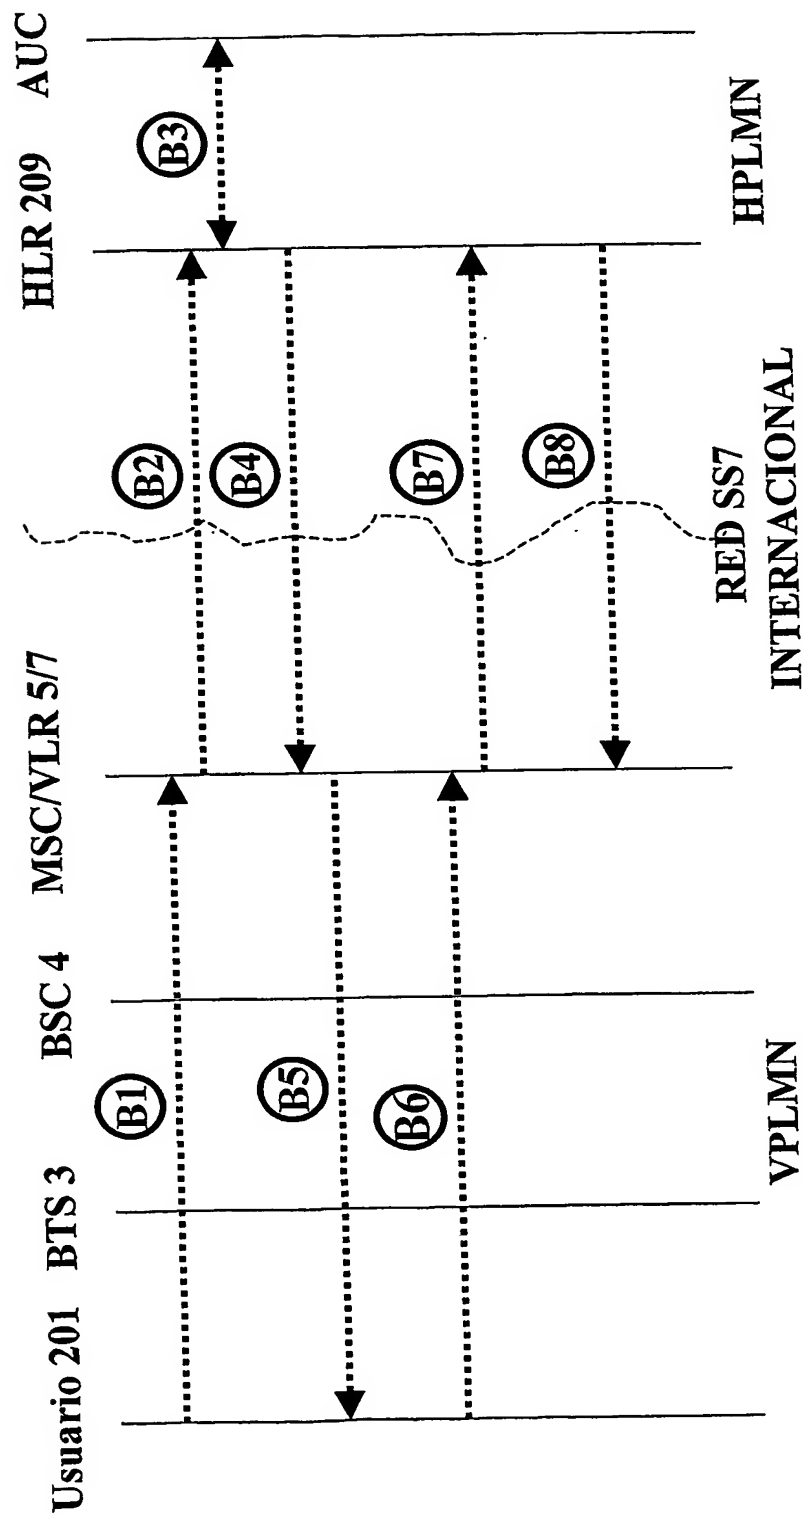 Usuario 201 BTS 3 BSC 4 MSC/VLR 5/7 HLR 209 AUC
B1
B2
B3
B4
B5
B6
B7
B8
VPLMN
RED SS7
INTERNACIONAL
HPLMN